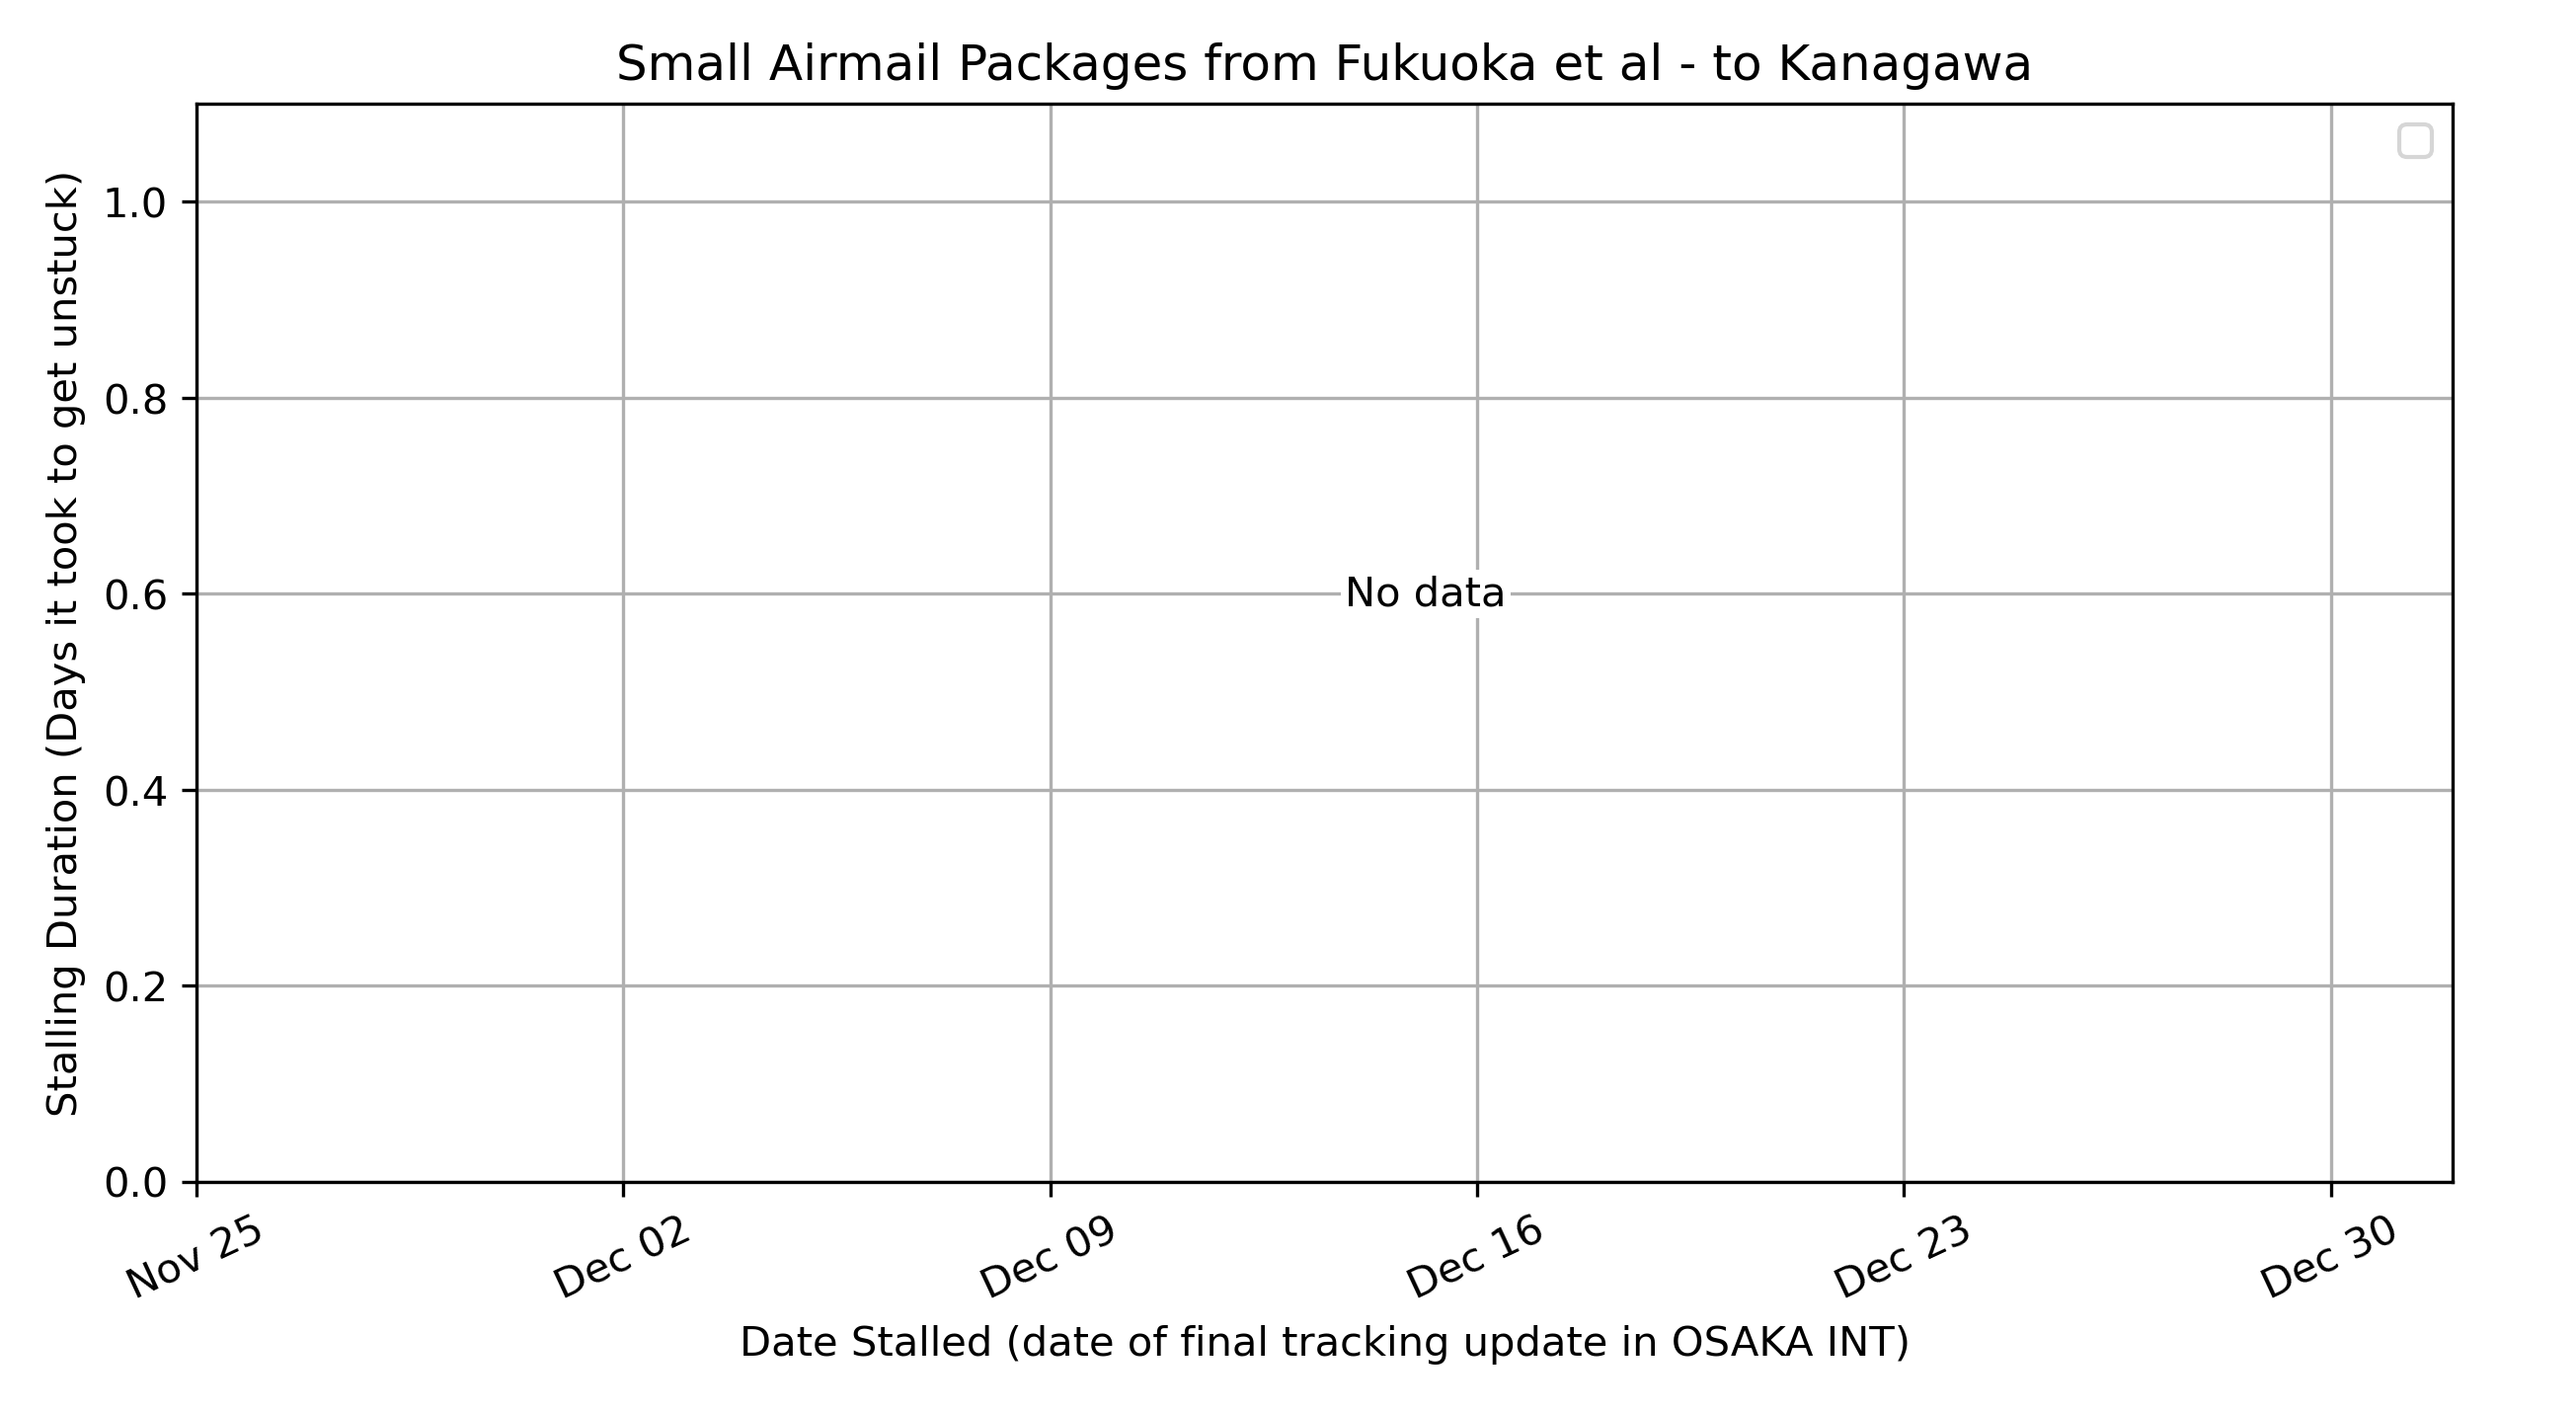 Small Airmail Packages from Fukuoka et al - to Kanagawa
Stalling Duration (Days it took to get unstuck)
1.0
0.8
0.6
0.4
0.2
0.0
No data
Nov 25
Dec 02
Dec 09
Dec 16
Dec 23
Dec 30
Date Stalled (date of final tracking update in OSAKA INT)